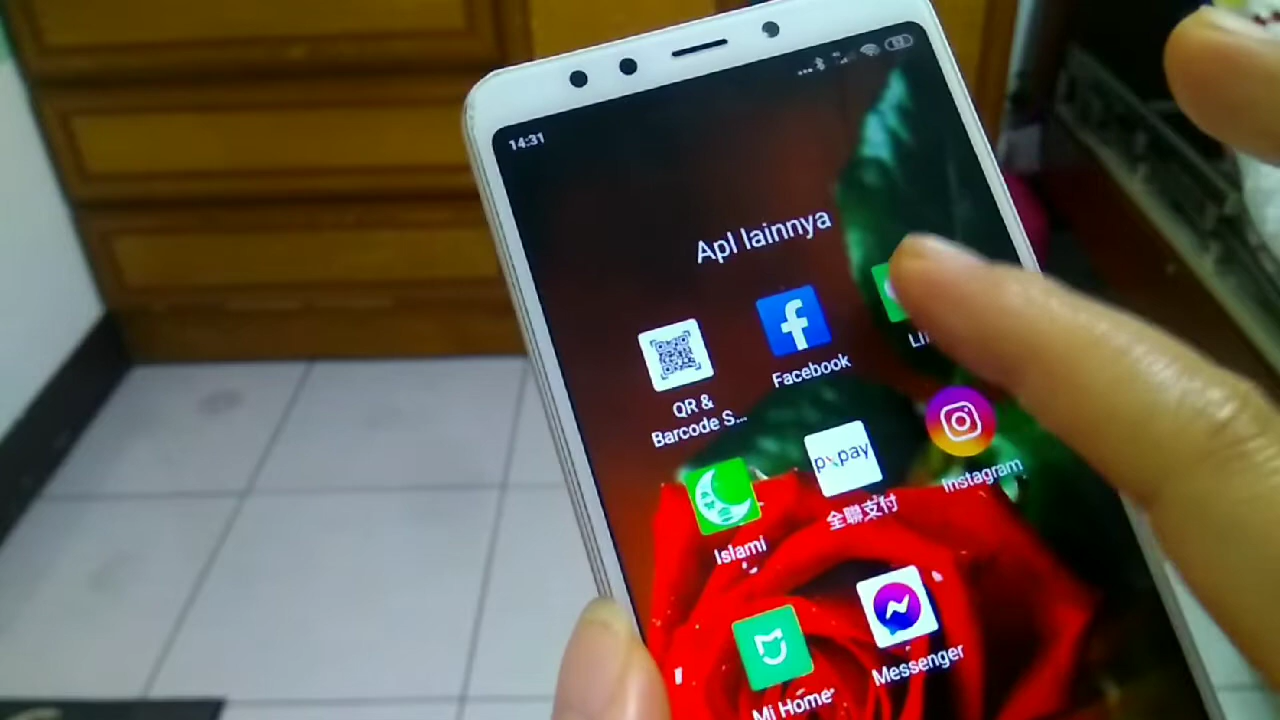 14:31
Apl lainnya
QR &
Barcode S...
Facebook
pxpay
Islami
全聯支付
Instagram
Mi Home
Messenger